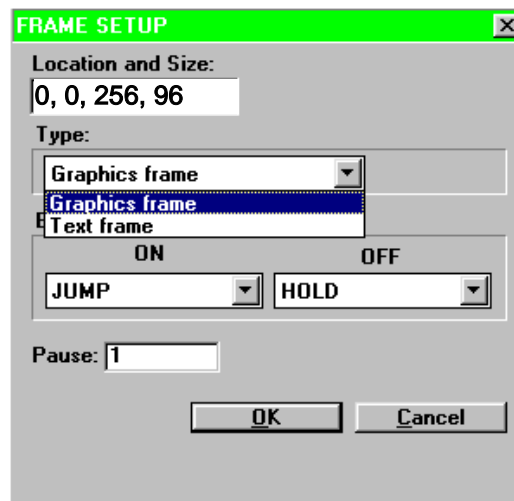 FRAME SETUP
Location and Size:
0, 0, 256, 96
Type:
Graphics frame
Graphics frame
Text frame
ON OFF
JUMP HOLD
Pause: 1
OK Cancel